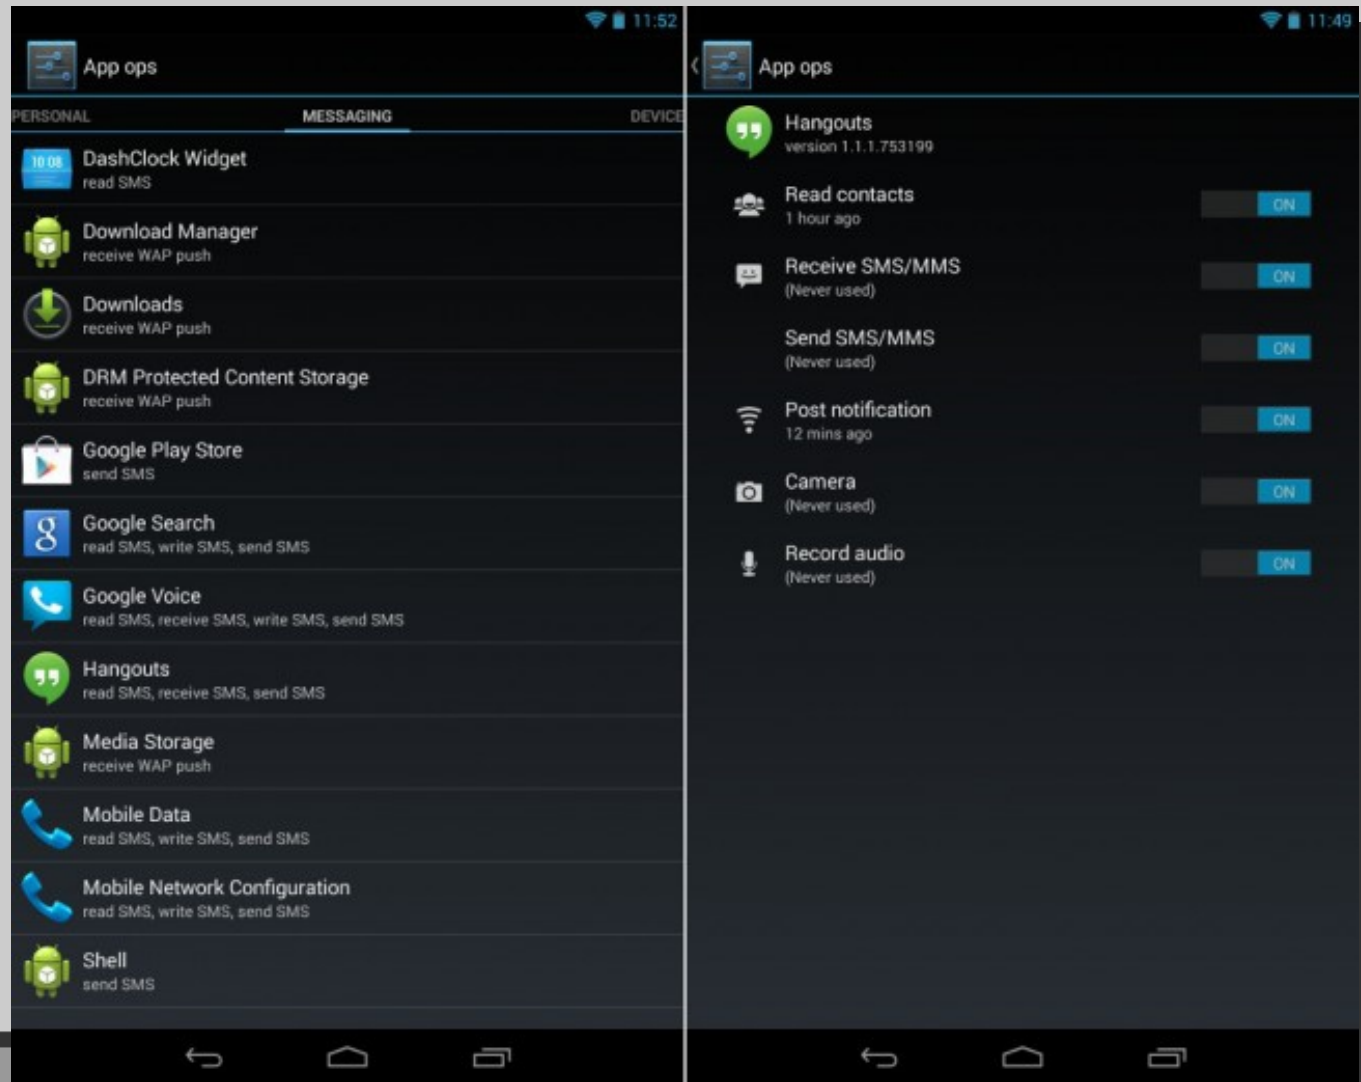 11:52
App ops
PERSONAL MESSAGING DEVICE
10:08
DashClock Widget
read SMS
Download Manager
receive WAP push
Downloads
receive WAP push
DRM Protected Content Storage
receive WAP push
Google Play Store
send SMS
Google Search
read SMS, write SMS, send SMS
Google Voice
read SMS, receive SMS, write SMS, send SMS
Hangouts
read SMS, receive SMS, send SMS
Media Storage
receive WAP push
Mobile Data
read SMS, write SMS, send SMS
Mobile Network Configuration
read SMS, write SMS, send SMS
Shell
send SMS
11:49
App ops
Hangouts
version 1.1.1.753199
Read contacts
1 hour ago
ON
Receive SMS/MMS
(Never used)
ON
Send SMS/MMS
(Never used)
ON
Post notification
12 mins ago
ON
Camera
(Never used)
ON
Record audio
(Never used)
ON